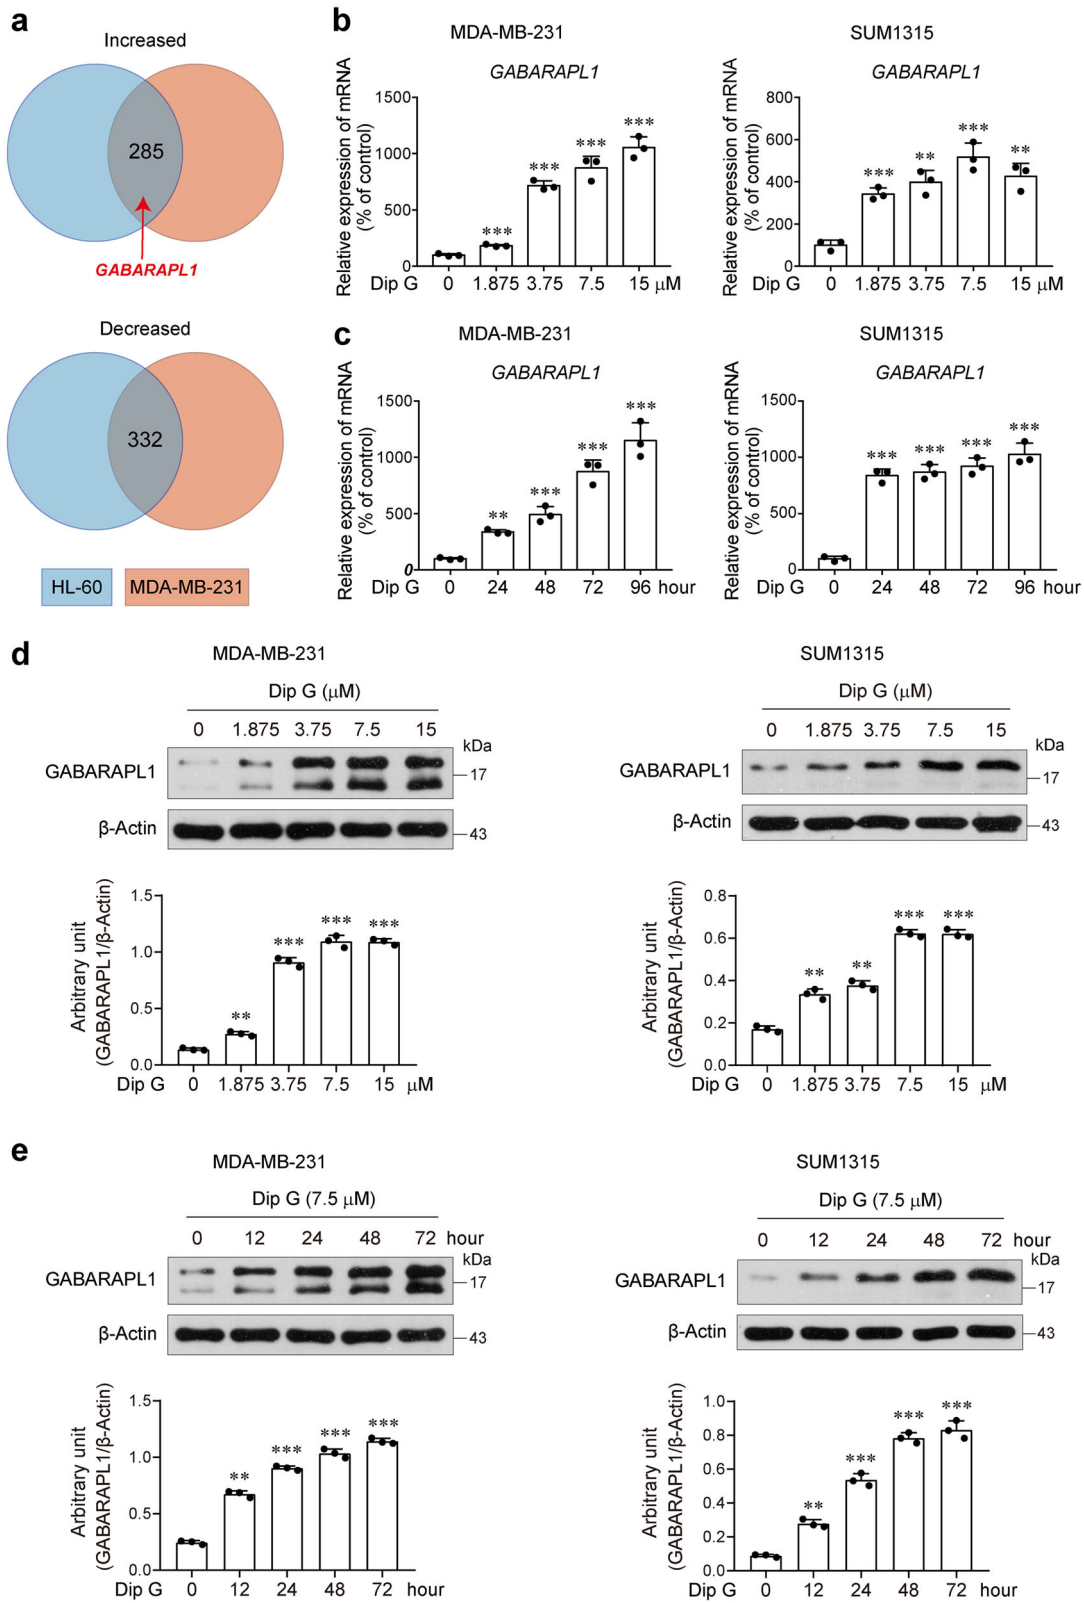 a
Increased
285
GABARAPL1
Decreased
332
HL-60
MDA-MB-231
b
MDA-MB-231
GABARAPL1
Relative expression of mRNA
(% of control)
1500
1000
500
0
***
***
***
***
Dip G 0 1.875 3.75 7.5 15 μM
SUM1315
GABARAPL1
Relative expression of mRNA
(% of control)
800
600
400
200
0
***
**
***
**
Dip G 0 1.875 3.75 7.5 15 μM
c
MDA-MB-231
GABARAPL1
Relative expression of mRNA
(% of control)
1500
1000
500
0
**
***
***
***
Dip G 0 24 48 72 96 hour
SUM1315
GABARAPL1
Relative expression of mRNA
(% of control)
1500
1000
500
0
***
***
***
***
Dip G 0 24 48 72 96 hour
d
MDA-MB-231
Dip G (μM)
0 1.875 3.75 7.5 15
kDa
GABARAPL1
17
β-Actin
43
Arbitrary unit
(GABARAPL1/β-Actin)
1.5
1.0
0.5
0.0
**
***
***
***
Dip G 0 1.875 3.75 7.5 15 μM
SUM1315
Dip G (μM)
0 1.875 3.75 7.5 15
kDa
GABARAPL1
17
β-Actin
43
Arbitrary unit
(GABARAPL1/β-Actin)
0.8
0.6
0.4
0.2
0.0
**
**
***
***
Dip G 0 1.875 3.75 7.5 15 μM
e
MDA-MB-231
Dip G (7.5 μM)
0 12 24 48 72 hour
kDa
GABARAPL1
17
β-Actin
43
Arbitrary unit
(GABARAPL1/β-Actin)
1.5
1.0
0.5
0.0
**
***
***
***
Dip G 0 12 24 48 72 hour
SUM1315
Dip G (7.5 μM)
0 12 24 48 72 hour
kDa
GABARAPL1
17
β-Actin
43
Arbitrary unit
(GABARAPL1/β-Actin)
1.0
0.8
0.6
0.4
0.2
0.0
**
***
***
***
Dip G 0 12 24 48 72 hour